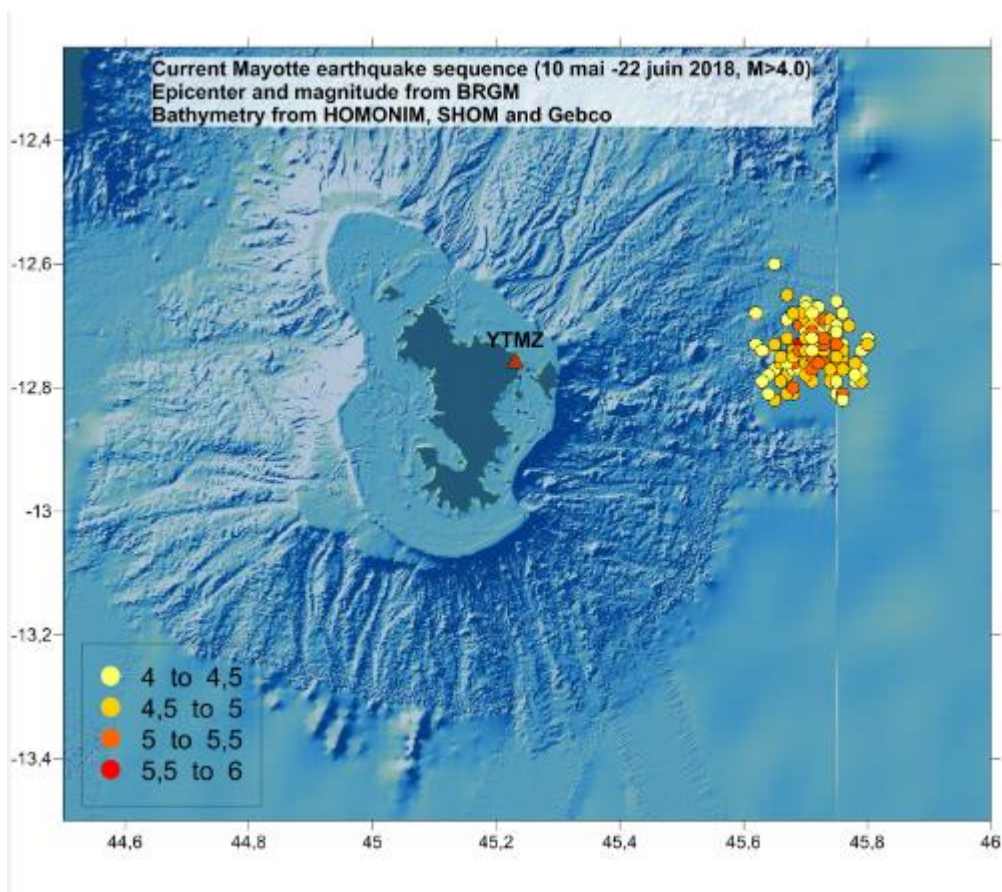 Current Mayotte earthquake sequence (10 mai -22 juin 2018, M>4.0)
Epicenter and magnitude from BRGM
Bathymetry from HOMONIM, SHOM and Gebco
-12,4
-12,6
YTMZ
-12,8
-13
-13,2
4 to 4,5
4,5 to 5
5 to 5,5
5,5 to 6
-13,4
44,6
44,8
45
45,2
45,4
45,6
45,8
46